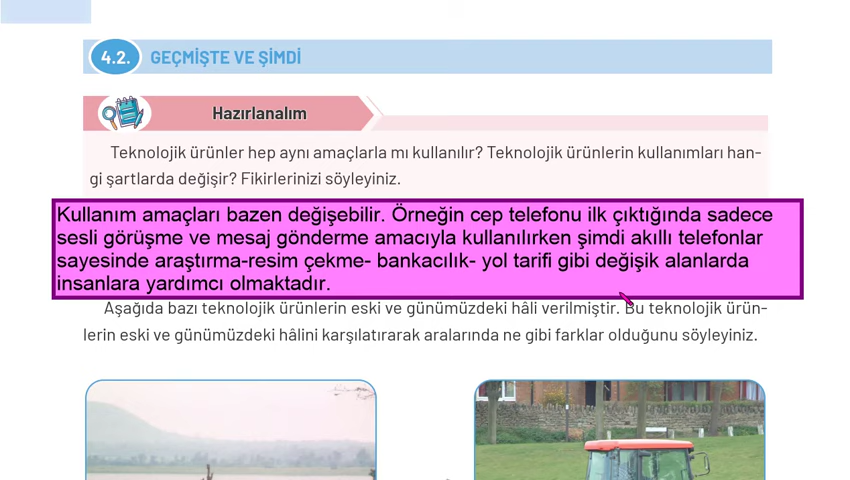 4.2. GEÇMİŞTE VE ŞİMDİ
Hazırlanalım
Teknolojik ürünler hep aynı amaçlarla mı kullanılır? Teknolojik ürünlerin kullanımları han-
gi şartlarda değişir? Fikirlerinizi söyleyiniz.
Kullanım amaçları bazen değişebilir. Örneğin cep telefonu ilk çıktığında sadece
sesli görüşme ve mesaj gönderme amacıyla kullanılırken şimdi akıllı telefonlar
sayesinde araştırma-resim çekme- bankacılık- yol tarifi gibi değişik alanlarda
insanlara yardımcı olmaktadır.
Aşağıda bazı teknolojik ürünlerin eski ve günümüzdeki hâli verilmiştir. Bu teknolojik ürün-
lerin eski ve günümüzdeki hâlini karşılatırarak aralarında ne gibi farklar olduğunu söyleyiniz.